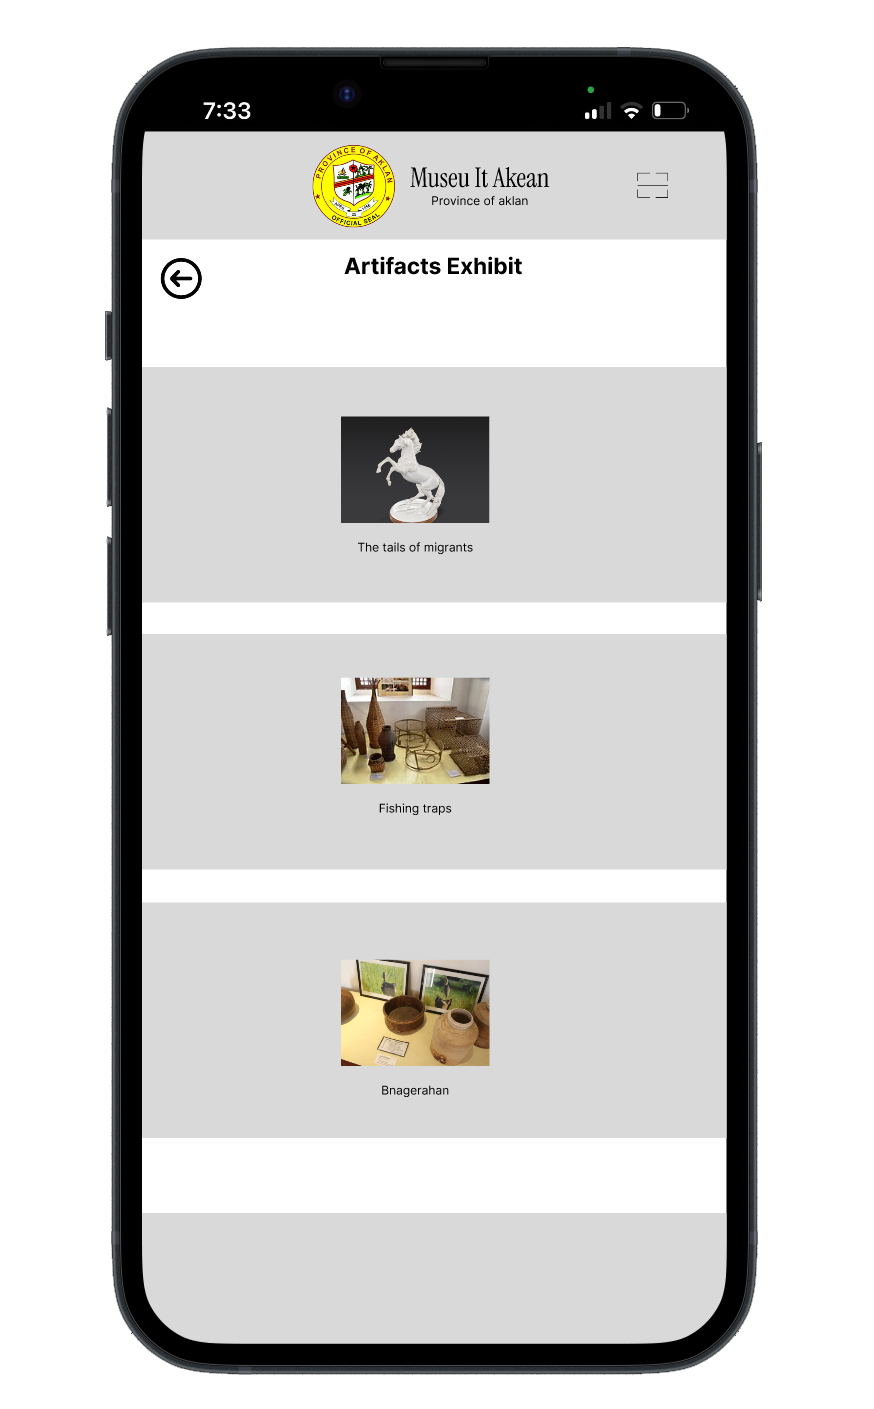 7:33
PROVINCE OF AKLAN
OFFICIAL SEAL
Museu It Akean
Province of aklan
Artifacts Exhibit
The tails of migrants
Fishing traps
Bnagerahan